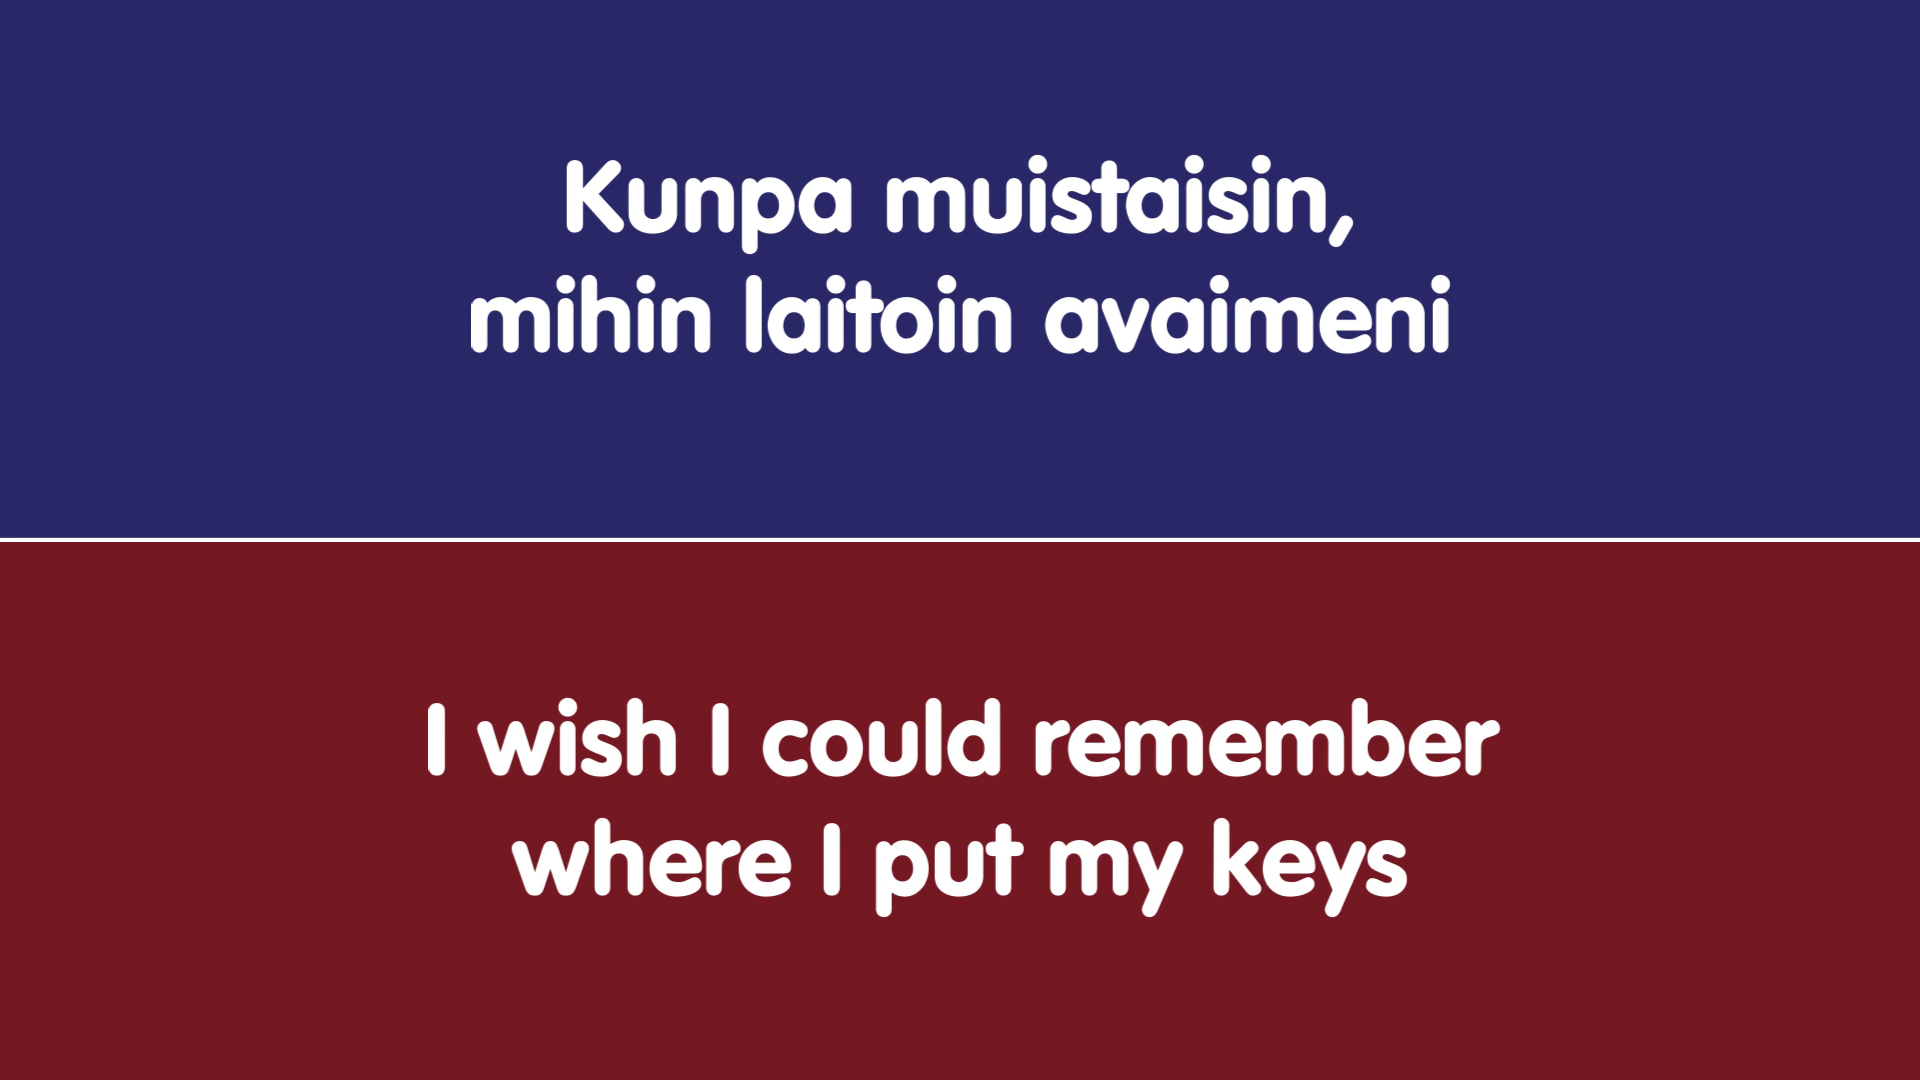 Kunpa muistaisin,
mihin laitoin avaimeni
I wish I could remember
where I put my keys